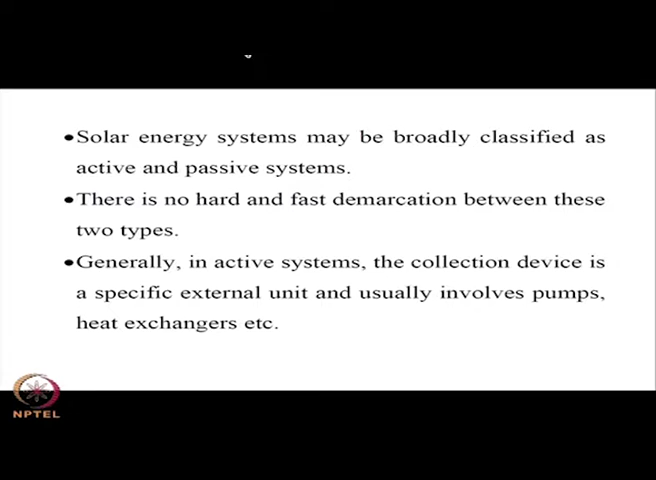 •Solar energy systems may be broadly classified as
active and passive systems.
•There is no hard and fast demarcation between these
two types.
•Generally, in active systems, the collection device is
a specific external unit and usually involves pumps,
heat exchangers etc.
NPTEL